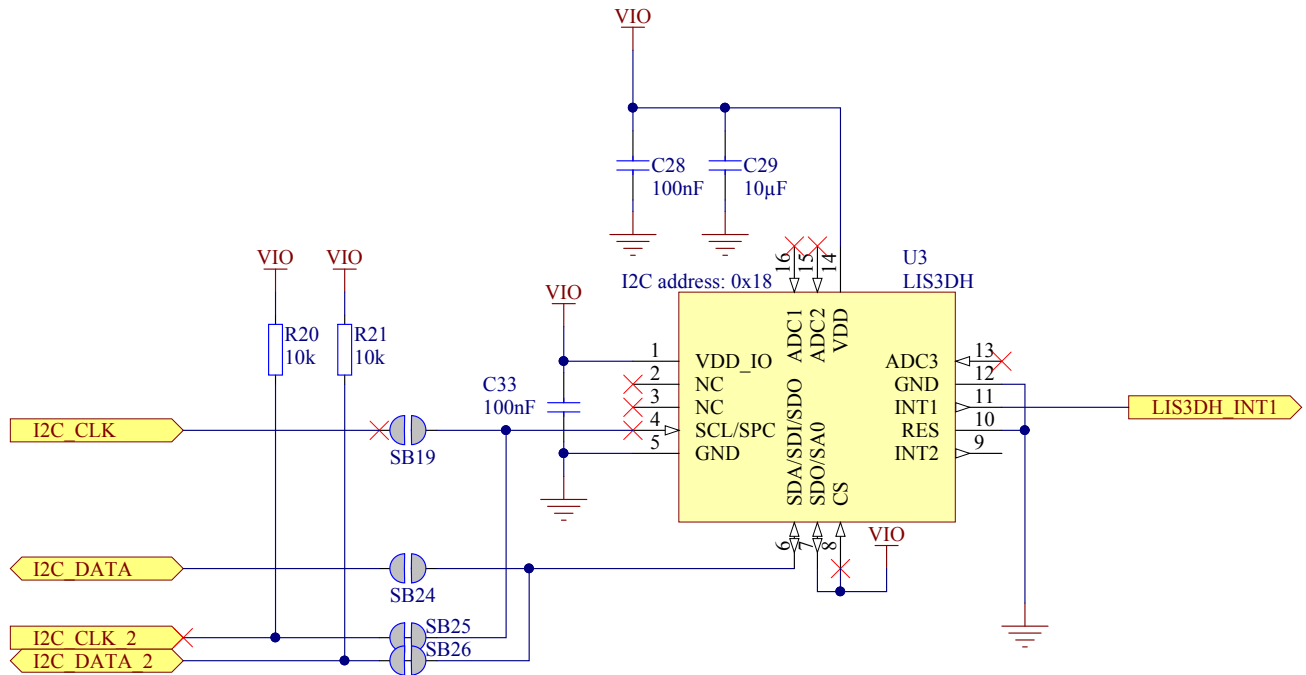 VIO
C28
100nF
C29
10µF
VIO
VIO
R20
10k
R21
10k
I2C address: 0x18
U3
LIS3DH
VIO
C33
100nF
16
15
14
ADC1
ADC2
VDD
1
VDD_IO
2
NC
3
NC
4
SCL/SPC
5
GND
13
ADC3
12
GND
11
INT1
10
RES
9
INT2
SDA/SDI/SDO
SDO/SA0
CS
6
7
8
VIO
LIS3DH_INT1
I2C_CLK
SB19
I2C_DATA
SB24
I2C_CLK_2
SB25
I2C_DATA_2
SB26